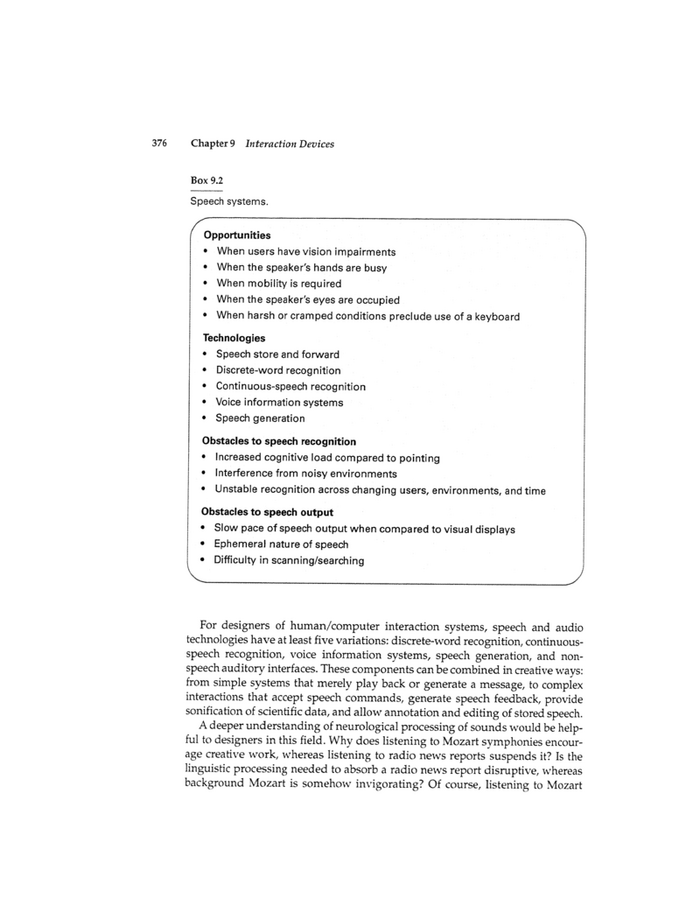 376 Chapter 9 Interaction Devices
Box 9.2
Speech systems.
Opportunities
• When users have vision impairments
• When the speaker's hands are busy
• When mobility is required
• When the speaker's eyes are occupied
• When harsh or cramped conditions preclude use of a keyboard
Technologies
• Speech store and forward
• Discrete-word recognition
• Continuous-speech recognition
• Voice information systems
• Speech generation
Obstacles to speech recognition
• Increased cognitive load compared to pointing
• Interference from noisy environments
• Unstable recognition across changing users, environments, and time
Obstacles to speech output
• Slow pace of speech output when compared to visual displays
• Ephemeral nature of speech
• Difficulty in scanning/searching
For designers of human/computer interaction systems, speech and audio
technologies have at least five variations: discrete-word recognition, continuous-
speech recognition, voice information systems, speech generation, and non-
speech auditory interfaces. These components can be combined in creative ways:
from simple systems that merely play back or generate a message, to complex
interactions that accept speech commands, generate speech feedback, provide
sonification of scientific data, and allow annotation and editing of stored speech.
A deeper understanding of neurological processing of sounds would be help-
ful to designers in this field. Why does listening to Mozart symphonies encour-
age creative work, whereas listening to radio news reports suspends it? Is the
linguistic processing needed to absorb a radio news report disruptive, whereas
background Mozart is somehow invigorating? Of course, listening to Mozart